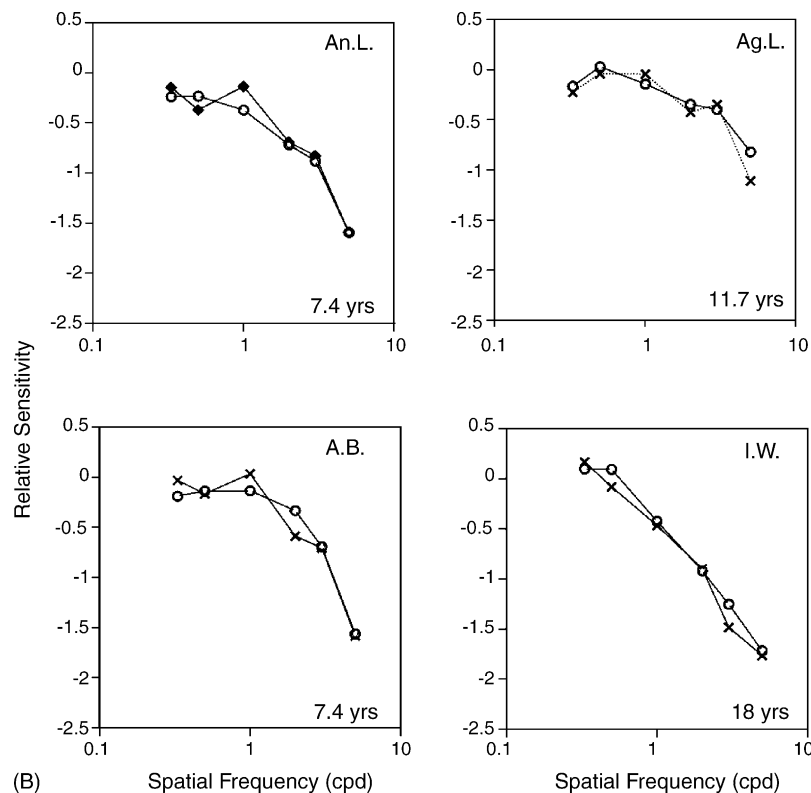 0.5
An.L.
0
-0.5
-1
-1.5
-2
7.4 yrs
-2.5
0.1 1 10
0.5
Ag.L.
0
-0.5
-1
-1.5
-2
11.7 yrs
-2.5
0.1 1 10
Relative Sensitivity
0.5
A.B.
0
-0.5
-1
-1.5
-2
7.4 yrs
-2.5
0.1 1 10
Spatial Frequency (cpd)
0.5
I.W.
0
-0.5
-1
-1.5
-2
18 yrs
-2.5
0.1 1 10
Spatial Frequency (cpd)
(B)